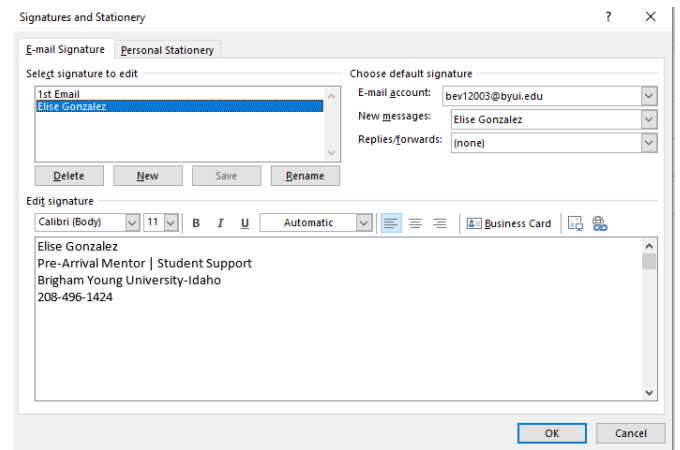 Signatures and Stationery ? ×
E-mail Signature Personal Stationery
Select signature to edit
1st Email
Elise Gonzalez
Delete New Save Rename
Choose default signature
E-mail account: bev12003@byui.edu
New messages: Elise Gonzalez
Replies/forwards: (none)
Edit signature
Calibri (Body) 11 B I U Automatic Business Card
Elise Gonzalez
Pre-Arrival Mentor | Student Support
Brigham Young University-Idaho
208-496-1424
OK Cancel